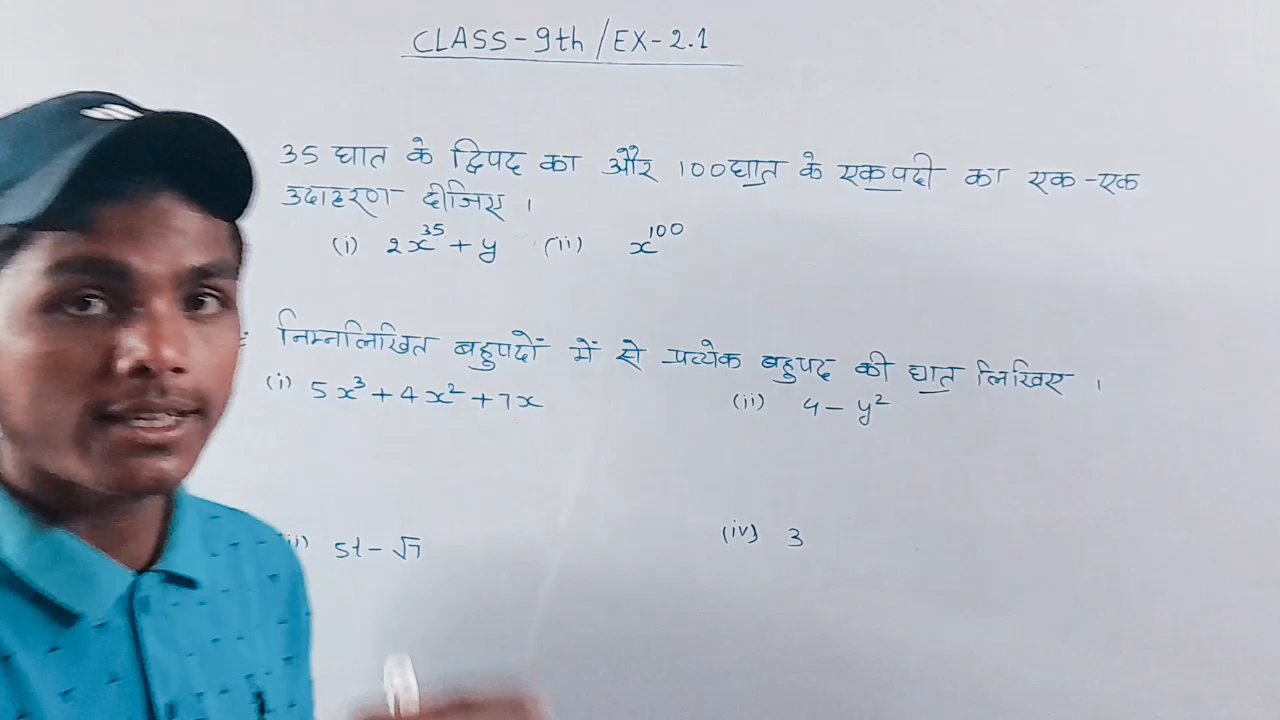 CLASS-9th/EX-2.1
35 घात के द्विपद का और 100घात के एकपदी का एक-एक
उदाहरण दीजिए।
(i) 2x³⁵ + y (ii) x¹⁰⁰
निम्नलिखित बहुपदों में से प्रत्येक बहुपद की घात लिखिए।
(i) 5x³ + 4x² + 7x (ii) 4 – y²
5t – √7 (iv) 3